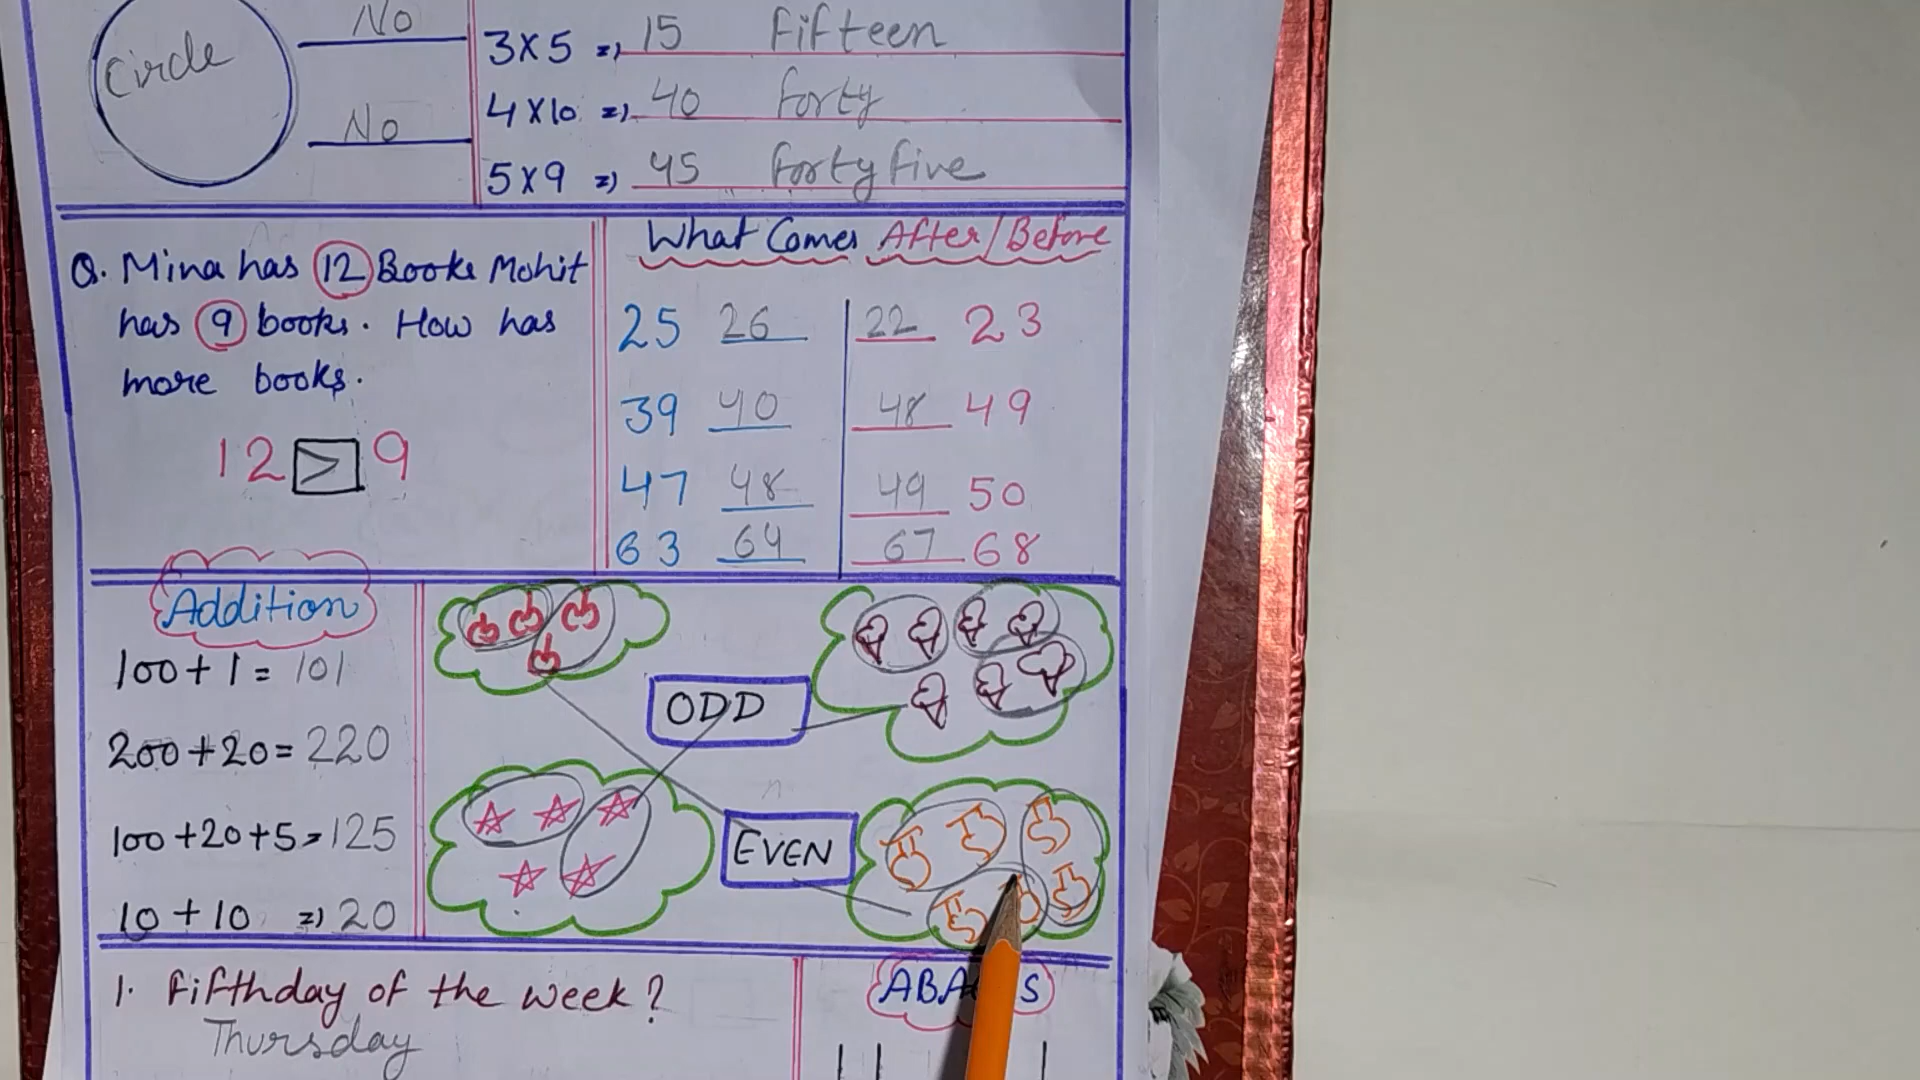 Circle
No
No
3x5 =) 15 Fifteen
4x10 =) 40 Forty
5x9 =) 45 Forty five
Q. Mina has 12 Books Mohit
has 9 books. How has
more books.
12 > 9
What Comes After/Before
25 26 22 23
39 40 48 49
47 48 49 50
63 64 67 68
Addition
100+1= 101
200+20= 220
100+20+5= 125
10+10 =) 20
ODD
EVEN
1. Fifthday of the week?
Thursday